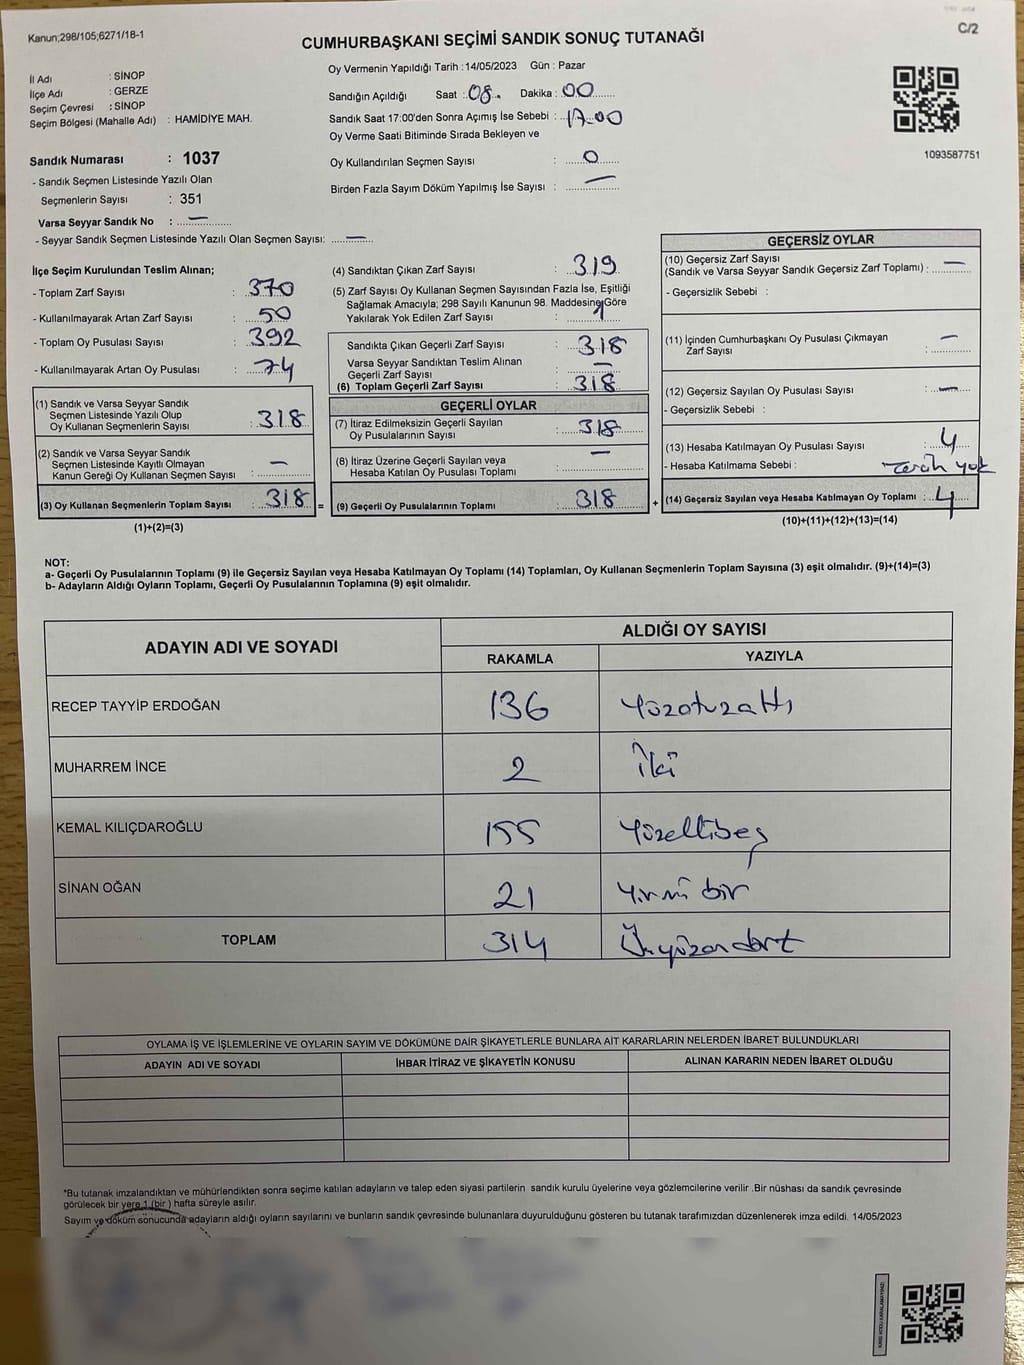 Kanun;298/105;6271/18-1
C/2
CUMHURBAŞKANI SEÇİMİ SANDIK SONUÇ TUTANAĞI
Oy Vermenin Yapıldığı Tarih : 14/05/2023 Gün : Pazar
İl Adı : SİNOP
İlçe Adı : GERZE
Seçim Çevresi : SİNOP
Seçim Bölgesi (Mahalle Adı) : HAMİDİYE MAH.
Sandığın Açıldığı Saat : 08. Dakika : 00
Sandık Saat 17:00'den Sonra Açımış İse Sebebi : 17.00
Oy Verme Saati Bitiminde Sırada Bekleyen ve
Oy Kullandırılan Seçmen Sayısı : 0
Birden Fazla Sayım Döküm Yapılmış İse Sayısı : —
1093587751
Sandık Numarası : 1037
- Sandık Seçmen Listesinde Yazılı Olan
Seçmenlerin Sayısı : 351
Varsa Seyyar Sandık No : —
- Seyyar Sandık Seçmen Listesinde Yazılı Olan Seçmen Sayısı: —
İlçe Seçim Kurulundan Teslim Alınan;
- Toplam Zarf Sayısı : 370
- Kullanılmayarak Artan Zarf Sayısı : 50
- Toplam Oy Pusulası Sayısı : 392
- Kullanılmayarak Artan Oy Pusulası : 74
(1) Sandık ve Varsa Seyyar Sandık
Seçmen Listesinde Yazılı Olup
Oy Kullanan Seçmenlerin Sayısı : 318
(2) Sandık ve Varsa Seyyar Sandık
Seçmen Listesinde Kayıtlı Olmayan
Kanun Gereği Oy Kullanan Seçmen Sayısı : —
(3) Oy Kullanan Seçmenlerin Toplam Sayısı : 318 =
(1)+(2)=(3)
(4) Sandıktan Çıkan Zarf Sayısı : 319
(5) Zarf Sayısı Oy Kullanan Seçmen Sayısından Fazla İse, Eşitliği
Sağlamak Amacıyla; 298 Sayılı Kanunun 98. Maddesine Göre
Yakılarak Yok Edilen Zarf Sayısı : 1
Sandıkta Çıkan Geçerli Zarf Sayısı : 318
Varsa Seyyar Sandıktan Teslim Alınan
Geçerli Zarf Sayısı : —
(6) Toplam Geçerli Zarf Sayısı : 318
GEÇERLİ OYLAR
(7) İtiraz Edilmeksizin Geçerli Sayılan
Oy Pusulalarının Sayısı : 318
(8) İtiraz Üzerine Geçerli Sayılan veya
Hesaba Katılan Oy Pusulası Toplamı : —
(9) Geçerli Oy Pusulalarının Toplamı : 318 +
GEÇERSİZ OYLAR
(10) Geçersiz Zarf Sayısı
(Sandık ve Varsa Seyyar Sandık Geçersiz Zarf Toplamı) : —
- Geçersizlik Sebebi :
(11) İçinden Cumhurbaşkanı Oy Pusulası Çıkmayan
Zarf Sayısı : —
(12) Geçersiz Sayılan Oy Pusulası Sayısı : —
- Geçersizlik Sebebi :
(13) Hesaba Katılmayan Oy Pusulası Sayısı : 4
- Hesaba Katılmama Sebebi : Tercih yok
(14) Geçersiz Sayılan veya Hesaba Katılmayan Oy Toplamı : 4
(10)+(11)+(12)+(13)=(14)
NOT:
a- Geçerli Oy Pusulalarının Toplamı (9) ile Geçersiz Sayılan veya Hesaba Katılmayan Oy Toplamı (14) Toplamları, Oy Kullanan Seçmenlerin Toplam Sayısına (3) eşit olmalıdır. (9)+(14)=(3)
b- Adayların Aldığı Oyların Toplamı, Geçerli Oy Pusulalarının Toplamına (9) eşit olmalıdır.
ADAYIN ADI VE SOYADI ALDIĞI OY SAYISI
RAKAMLA YAZIYLA
RECEP TAYYİP ERDOĞAN 136 Yüzotuzaltı
MUHARREM İNCE 2 İki
KEMAL KILIÇDAROĞLU 155 Yüzellibeş
SİNAN OĞAN 21 Yirmi bir
TOPLAM 314 Üçyüzondört
OYLAMA İŞ VE İŞLEMLERİNE VE OYLARIN SAYIM VE DÖKÜMÜNE DAİR ŞİKAYETLERLE BUNLARA AİT KARARLARIN NELERDEN İBARET BULUNDUKLARI
ADAYIN ADI VE SOYADI İHBAR İTİRAZ VE ŞİKAYETİN KONUSU ALINAN KARARIN NEDEN İBARET OLDUĞU
*Bu tutanak imzalandıktan ve mühürlendikten sonra seçime katılan adayların ve talep eden siyasi partilerin sandık kurulu üyelerine veya gözlemcilerine verilir .Bir nüshası da sandık çevresinde
görülecek bir yere 1 (bir ) hafta süreyle asılır.
Sayım ve döküm sonucunda adayların aldığı oyların sayılarını ve bunların sandık çevresinde bulunanlara duyurulduğunu gösteren bu tutanak tarafımızdan düzenlenerek imza edildi. 14/05/2023